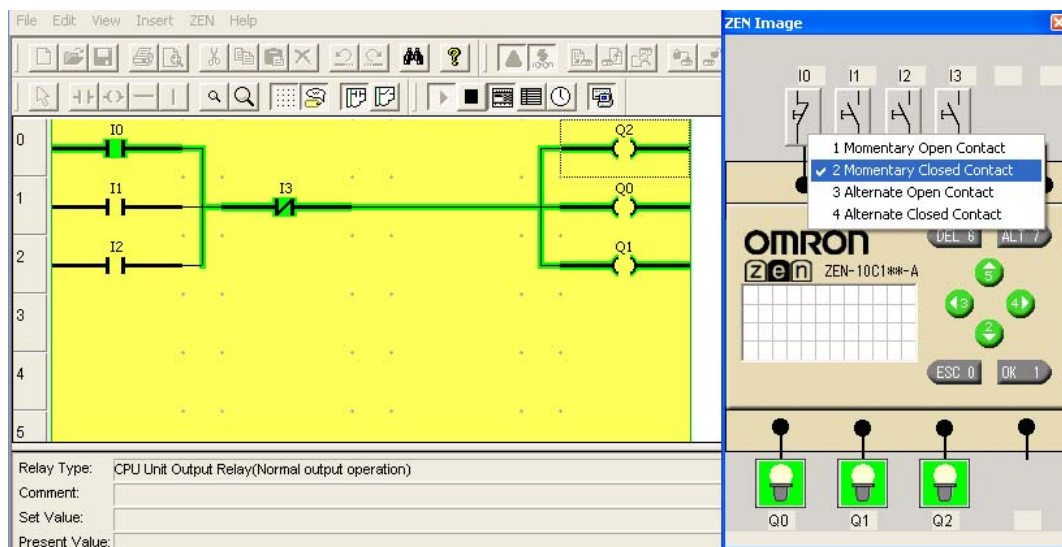 File Edit View Insert ZEN Help
ZEN Image
I0 I1 I2 I3
1 Momentary Open Contact
2 Momentary Closed Contact
3 Alternate Open Contact
4 Alternate Closed Contact
OMRON
DEL 6 ALT 7
zen ZEN-10C1**-A
5
3 4
2
ESC 0 OK 1
Q0 Q1 Q2
0 I0 Q2
1 I1 I3 Q0
2 I2 Q1
3
4
5
Relay Type: CPU Unit Output Relay(Normal output operation)
Comment:
Set Value:
Present Value: